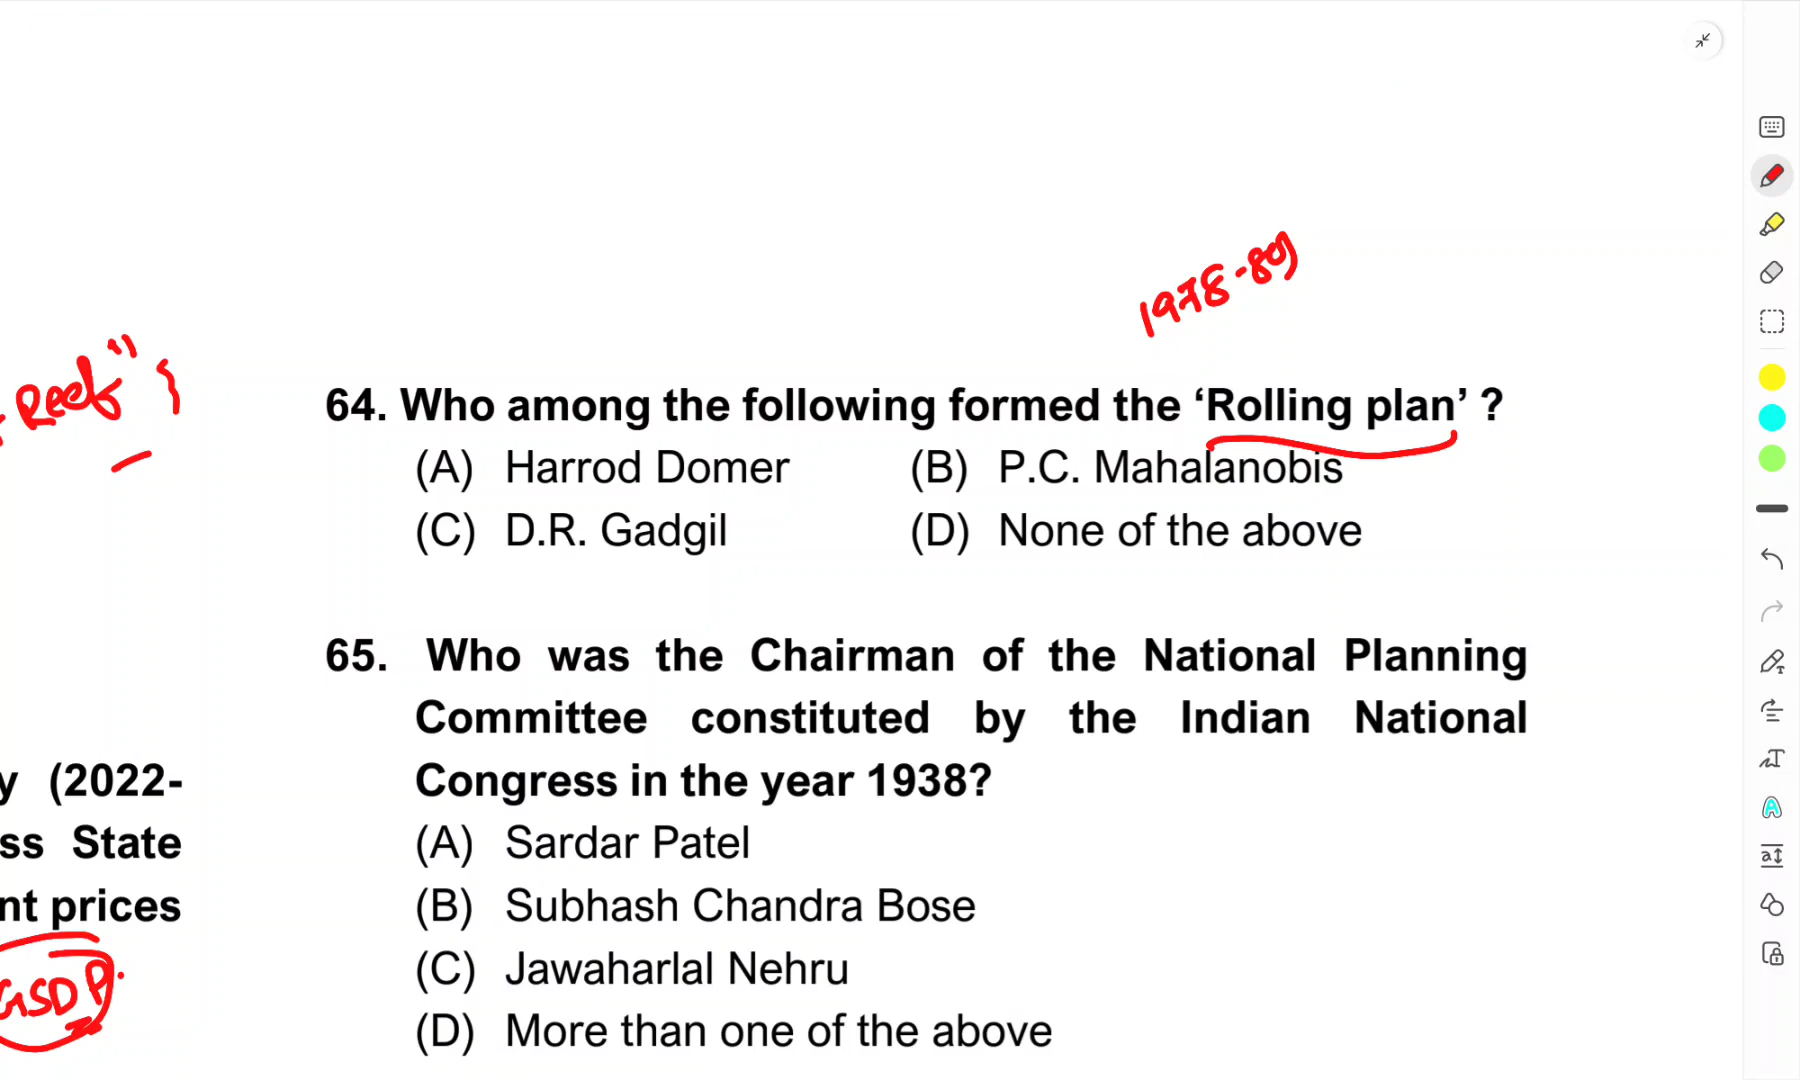 1978-80)
Reef"
64. Who among the following formed the ‘Rolling plan’ ?
(A) Harrod Domer (B) P.C. Mahalanobis
(C) D.R. Gadgil (D) None of the above
65. Who was the Chairman of the National Planning
Committee constituted by the Indian National
Congress in the year 1938?
(A) Sardar Patel
(B) Subhash Chandra Bose
(C) Jawaharlal Nehru
(D) More than one of the above
y (2022-
ss State
nt prices
GSDP.